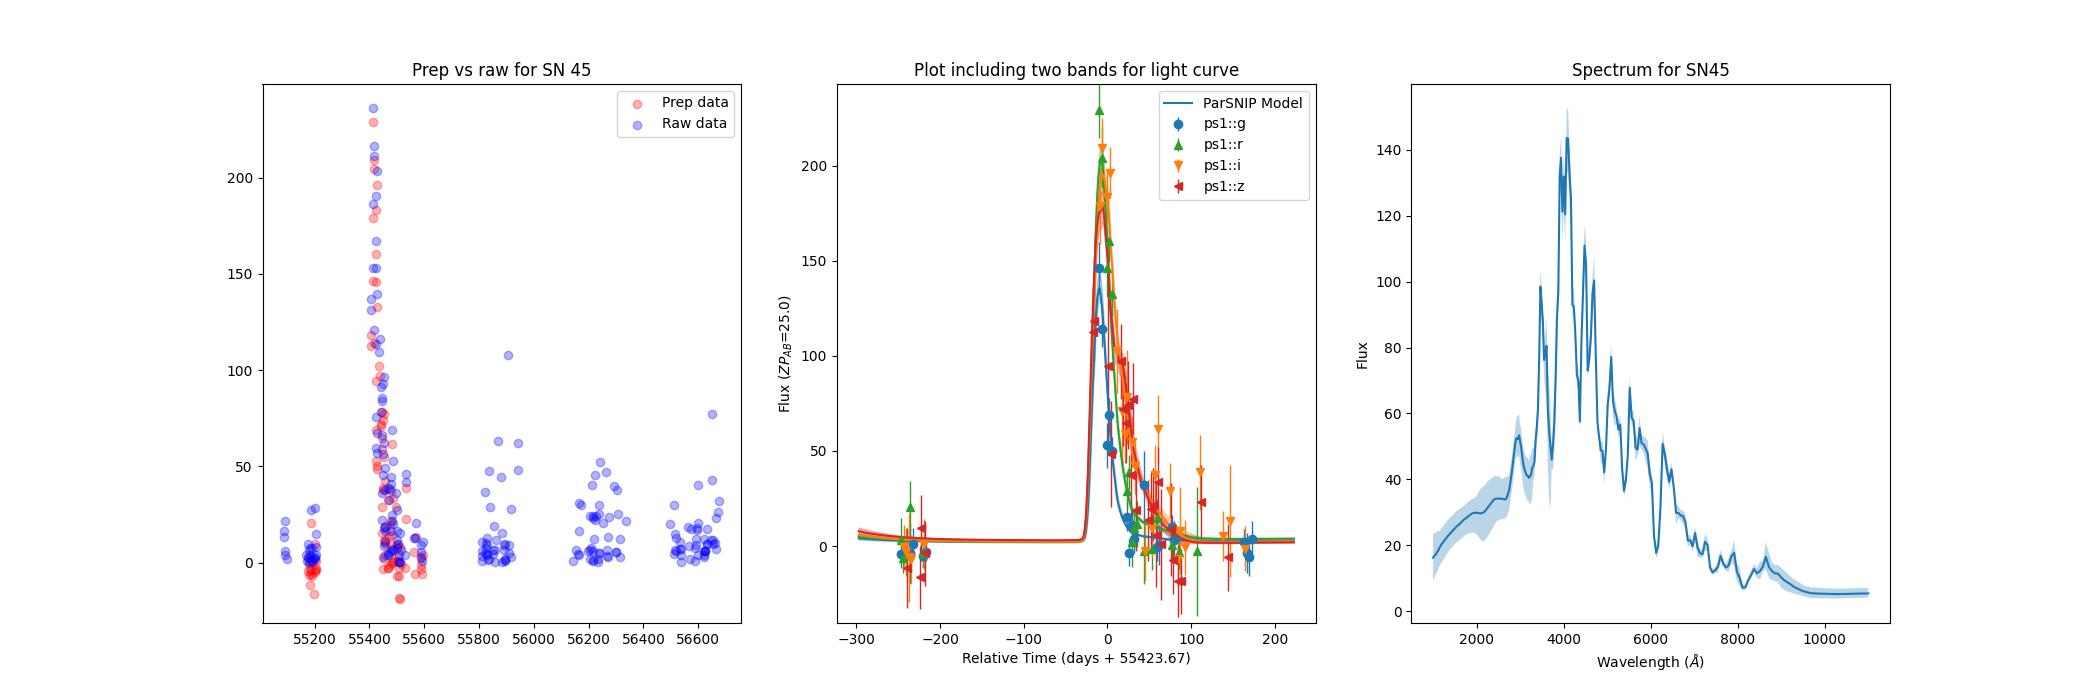 Prep vs raw for SN 45
Prep data
Raw data
200
150
100
50
0
55200 55400 55600 55800 56000 56200 56400 56600
Plot including two bands for light curve
ParSNIP Model
ps1::g
ps1::r
ps1::i
ps1::z
Flux (ZP_AB=25.0)
200
150
100
50
0
−300 −200 −100 0 100 200
Relative Time (days + 55423.67)
Spectrum for SN45
Flux
140
120
100
80
60
40
20
0
2000 4000 6000 8000 10000
Wavelength (Å)